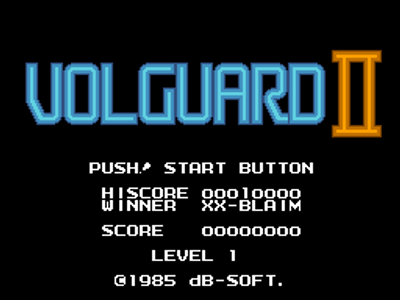 VOLGUARD II
PUSH! START BUTTON
HISCORE 00010000
WINNER XX-BLAIM
SCORE 00000000
LEVEL 1
©1985 dB-SOFT.